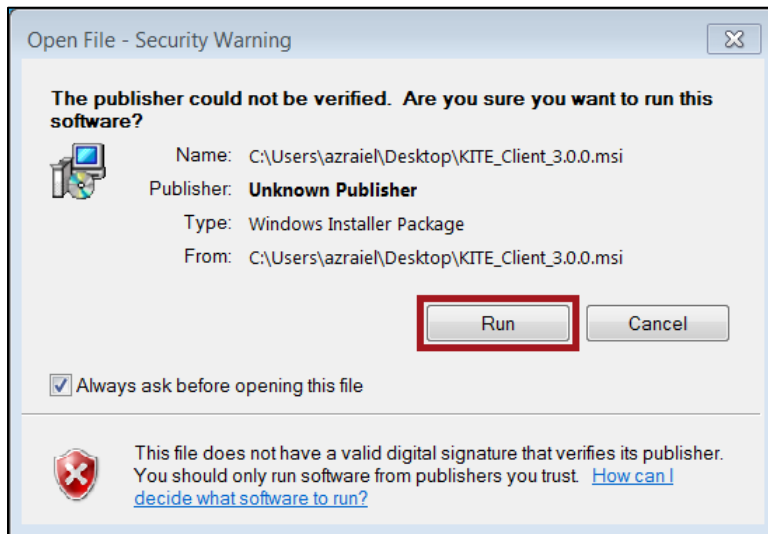 Open File - Security Warning
The publisher could not be verified.  Are you sure you want to run this
software?
Name: C:\Users\azraiel\Desktop\KITE_Client_3.0.0.msi
Publisher: Unknown Publisher
Type: Windows Installer Package
From: C:\Users\azraiel\Desktop\KITE_Client_3.0.0.msi
Run Cancel
Always ask before opening this file
This file does not have a valid digital signature that verifies its publisher.
You should only run software from publishers you trust. How can I
decide what software to run?